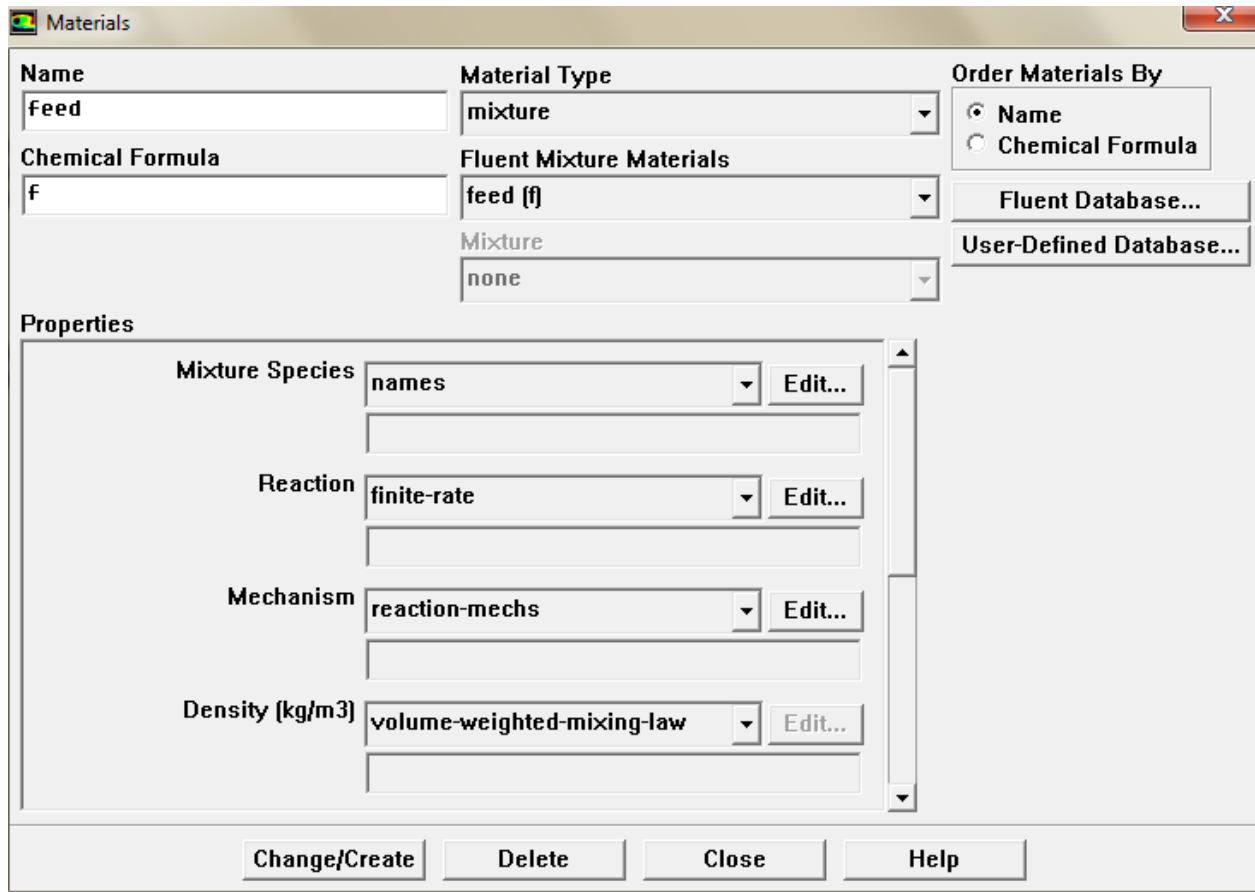 Materials
X
Name
feed
Chemical Formula
f
Material Type
mixture
Fluent Mixture Materials
feed (f)
Mixture
none
Order Materials By
Name
Chemical Formula
Fluent Database...
User-Defined Database...
Properties
Mixture Species names Edit...
Reaction finite-rate Edit...
Mechanism reaction-mechs Edit...
Density (kg/m3) volume-weighted-mixing-law Edit...
Change/Create Delete Close Help